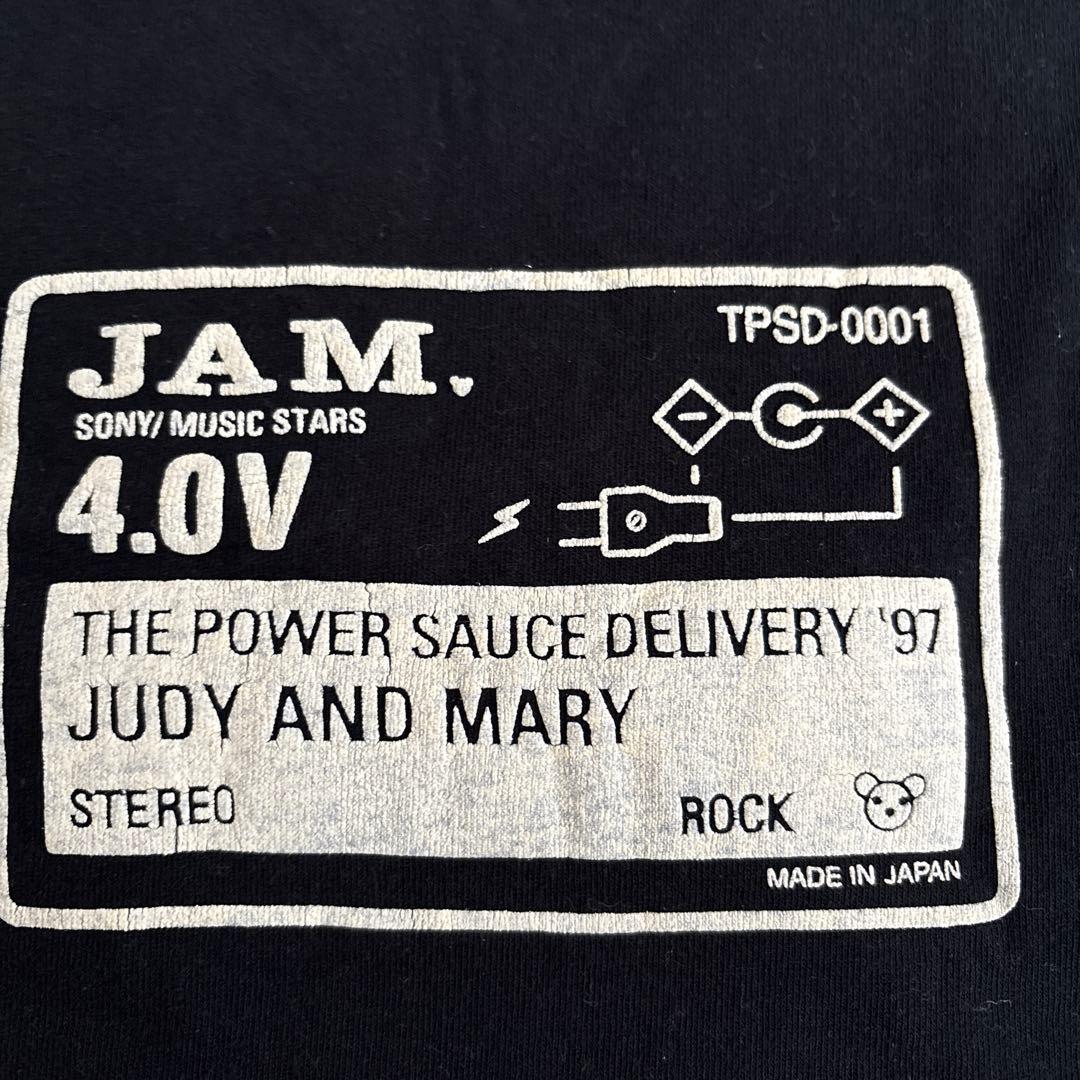 JAM.
TPSD-0001
SONY/MUSIC STARS
4.0V
THE POWER SAUCE DELIVERY '97
JUDY AND MARY
STEREO
ROCK
MADE IN JAPAN